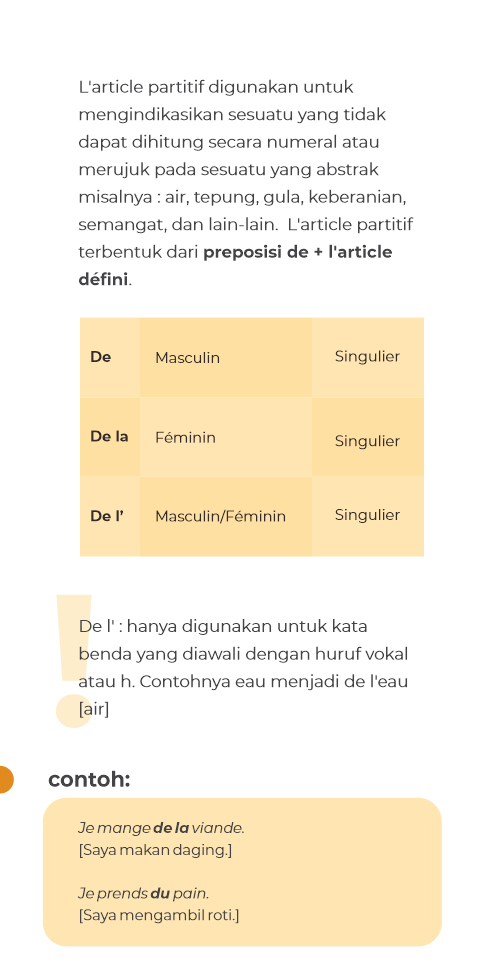 L'article partitif digunakan untuk
mengindikasikan sesuatu yang tidak
dapat dihitung secara numeral atau
merujuk pada sesuatu yang abstrak
misalnya : air, tepung, gula, keberanian,
semangat, dan lain-lain. L'article partitif
terbentuk dari preposisi de + l'article
défini.
De Masculin Singulier
De la Féminin Singulier
De l' Masculin/Féminin Singulier
!
De l' : hanya digunakan untuk kata
benda yang diawali dengan huruf vokal
atau h. Contohnya eau menjadi de l'eau
[air]
contoh:
Je mange de la viande.
[Saya makan daging.]
Je prends du pain.
[Saya mengambil roti.]